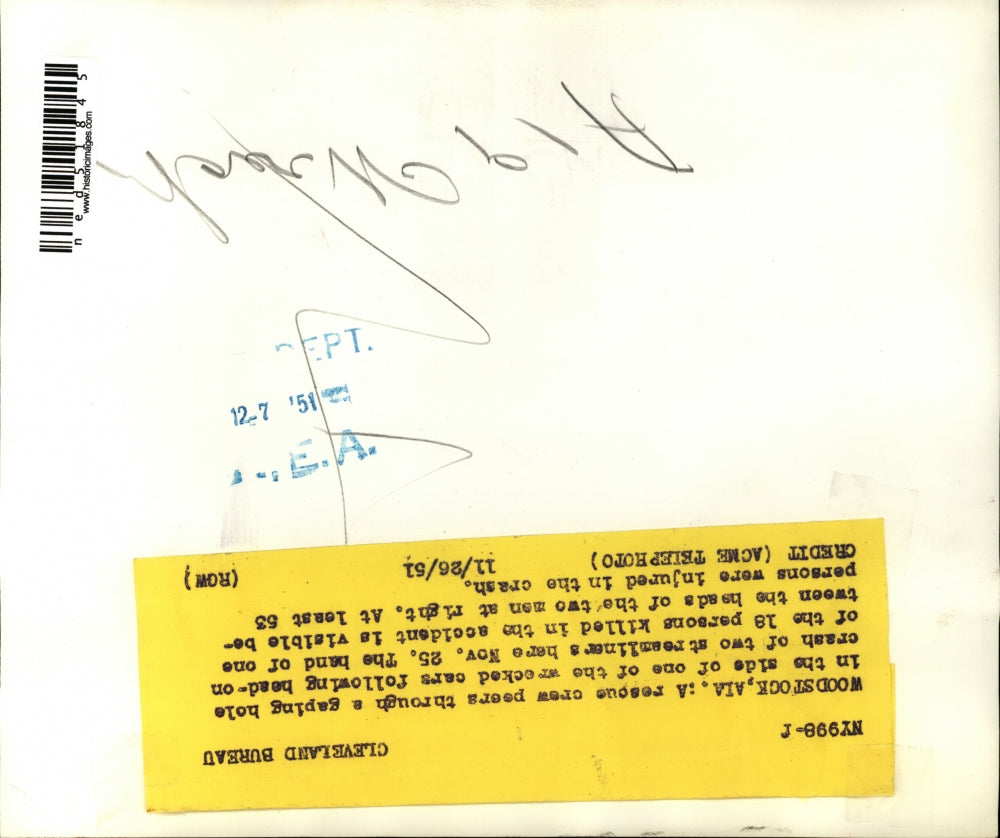 NY998-f CLEVELAND BUREAU
WOODSTOCK,ALA.: A rescue crew peers through a gaping hole
in the side of one of the wrecked cars following head-on
crash of two streamliners here Nov. 25. The hand of one
of the 18 persons killed in the accident is visible be-
tween the heads of the two men at right. At least 53
persons were injured in the crash.
CREDIT (ACME TELEPHOTO) 11/26/51 (RGW)
EPT.
12-7 '51
E.A.
ned51845
www.historicimages.com